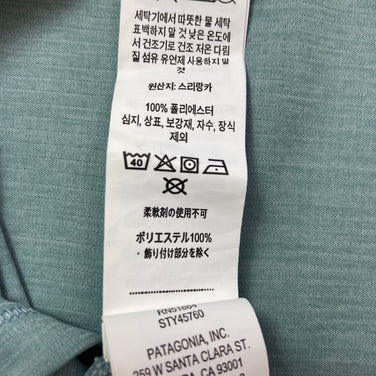 세탁기에서 따뜻한 물 세탁
표백하지 말 것 낮은 온도에
서 건조기로 건조 저온 다림
질 섬유 유연제 사용하지 말
것
원산지: 스리랑카
100% 폴리에스터
심지, 상표, 보강재, 자수, 장식
제외
40
柔軟剤の使用不可
ポリエステル100%
・飾り付け部分を除く
RN51884
STY45760
PATAGONIA, INC.
259 W SANTA CLARA ST.